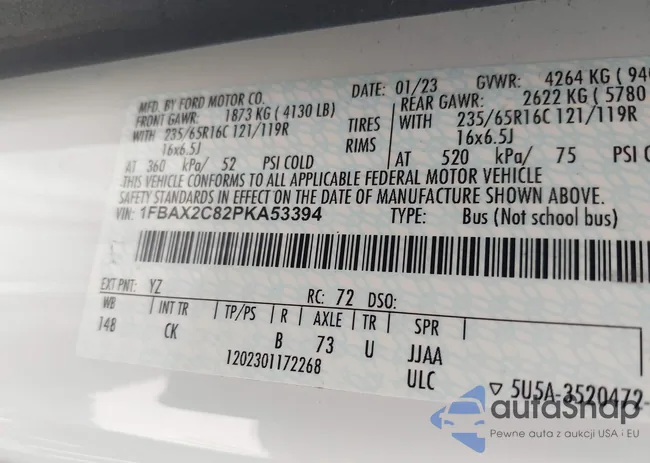 MFD. BY FORD MOTOR CO.
DATE: 01/23 GVWR: 4264 KG
FRONT GAWR: 1873 KG (4130 LB)
REAR GAWR: 2622 KG (5780
WITH 235/65R16C 121/119R TIRES
WITH 235/65R16C 121/119R
16x6.5J RIMS 16x6.5J
AT 360 kPa/ 52 PSI COLD AT 520 kPa/ 75 PSI
THIS VEHICLE CONFORMS TO ALL APPLICABLE FEDERAL MOTOR VEHICLE
SAFETY STANDARDS IN EFFECT ON THE DATE OF MANUFACTURE SHOWN ABOVE.
VIN: 1FBAX2C82PKA53394 TYPE: Bus (Not school bus)
EXT PNT: YZ RC: 72 DSO:
WB INT TR TP/PS R AXLE TR SPR
148 CK B 73 U JJAA
1202301172268 ULC
▽ 5U5A-3520472-
autoSnap
Pewne auta z aukcji USA i EU